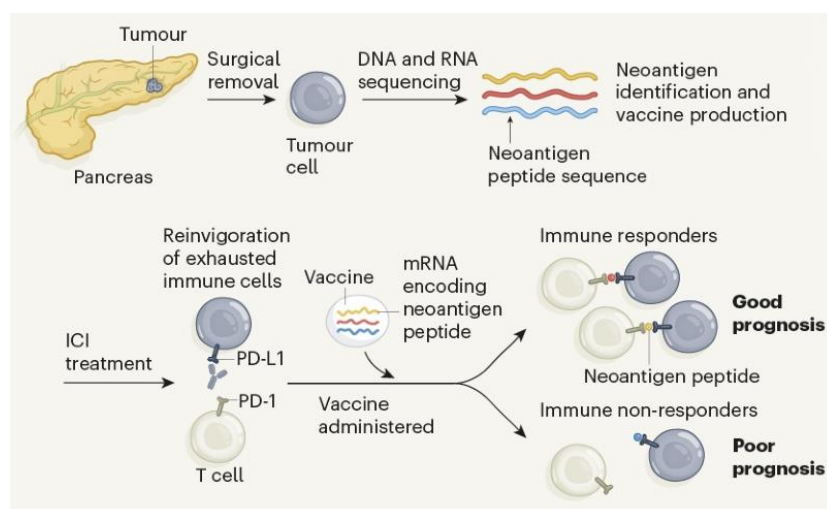 Tumour
Pancreas
Surgical
removal
Tumour
cell
DNA and RNA
sequencing
Neoantigen
peptide sequence
Neoantigen
identification and
vaccine production
ICI
treatment
Reinvigoration
of exhausted
immune cells
PD-L1
PD-1
T cell
Vaccine
mRNA
encoding
neoantigen
peptide
Vaccine
administered
Immune responders
Good
prognosis
Neoantigen peptide
Immune non-responders
Poor
prognosis